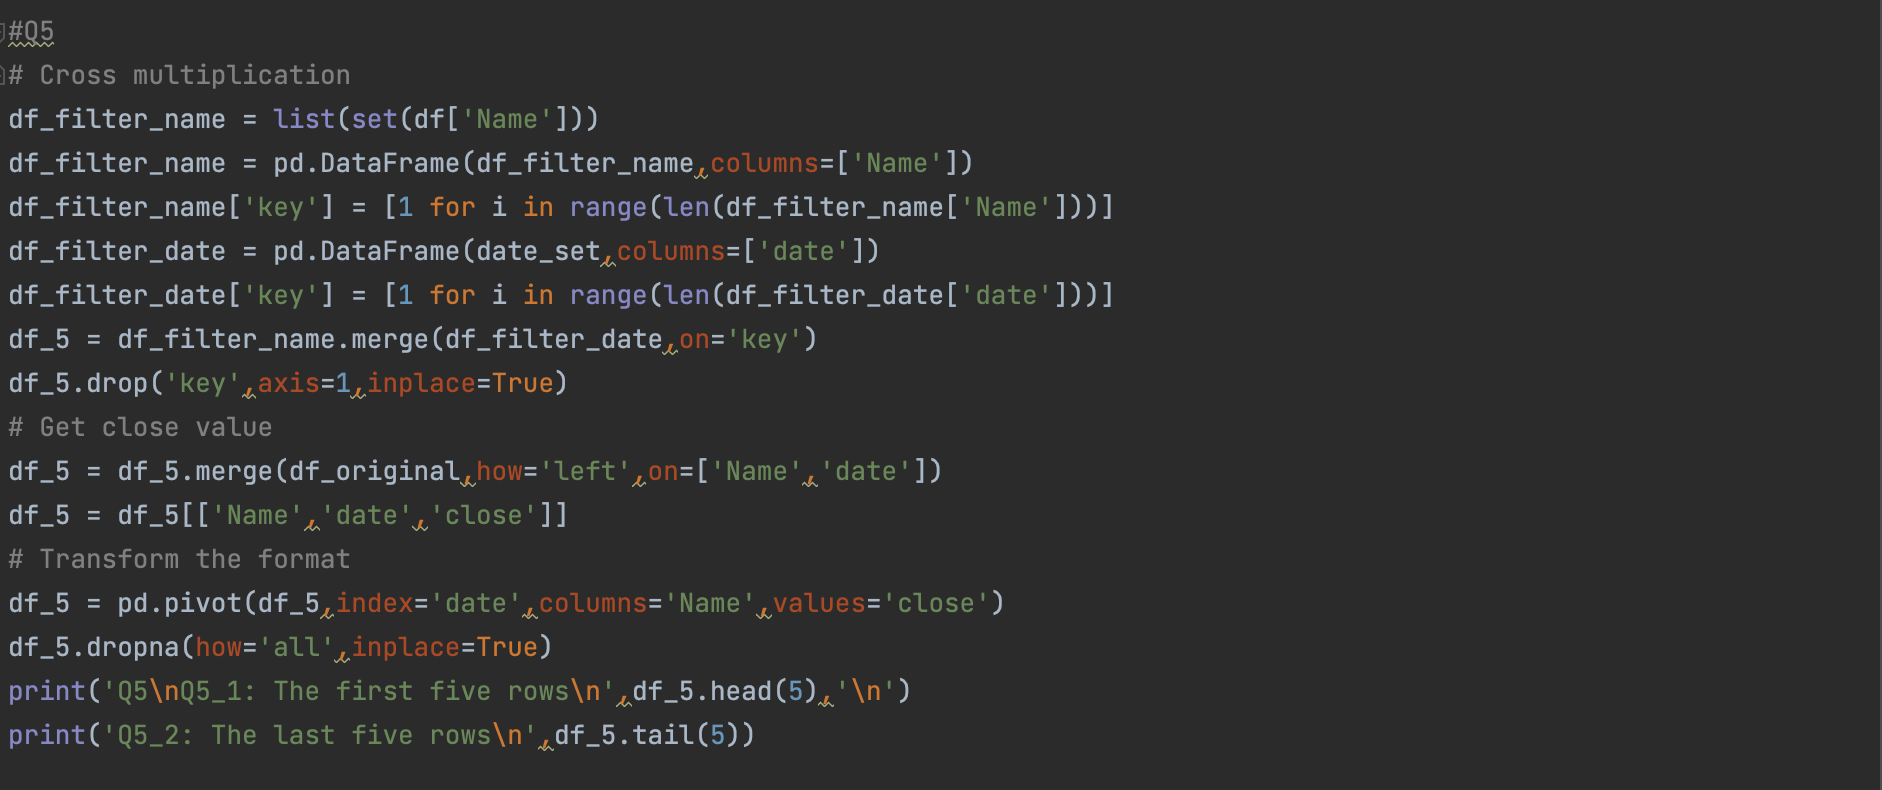 #Q5
# Cross multiplication
df_filter_name = list(set(df['Name']))
df_filter_name = pd.DataFrame(df_filter_name,columns=['Name'])
df_filter_name['key'] = [1 for i in range(len(df_filter_name['Name']))]
df_filter_date = pd.DataFrame(date_set,columns=['date'])
df_filter_date['key'] = [1 for i in range(len(df_filter_date['date']))]
df_5 = df_filter_name.merge(df_filter_date,on='key')
df_5.drop('key',axis=1,inplace=True)
# Get close value
df_5 = df_5.merge(df_original,how='left',on=['Name','date'])
df_5 = df_5[['Name','date','close']]
# Transform the format
df_5 = pd.pivot(df_5,index='date',columns='Name',values='close')
df_5.dropna(how='all',inplace=True)
print('Q5\nQ5_1: The first five rows\n',df_5.head(5),'\n')
print('Q5_2: The last five rows\n',df_5.tail(5))